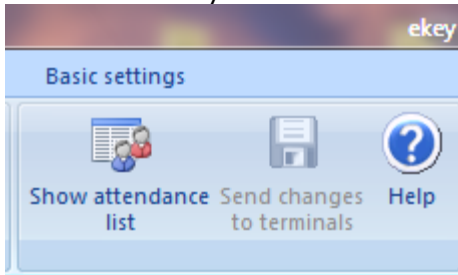 ekey
Basic settings
Show attendance
list
Send changes
to terminals
Help